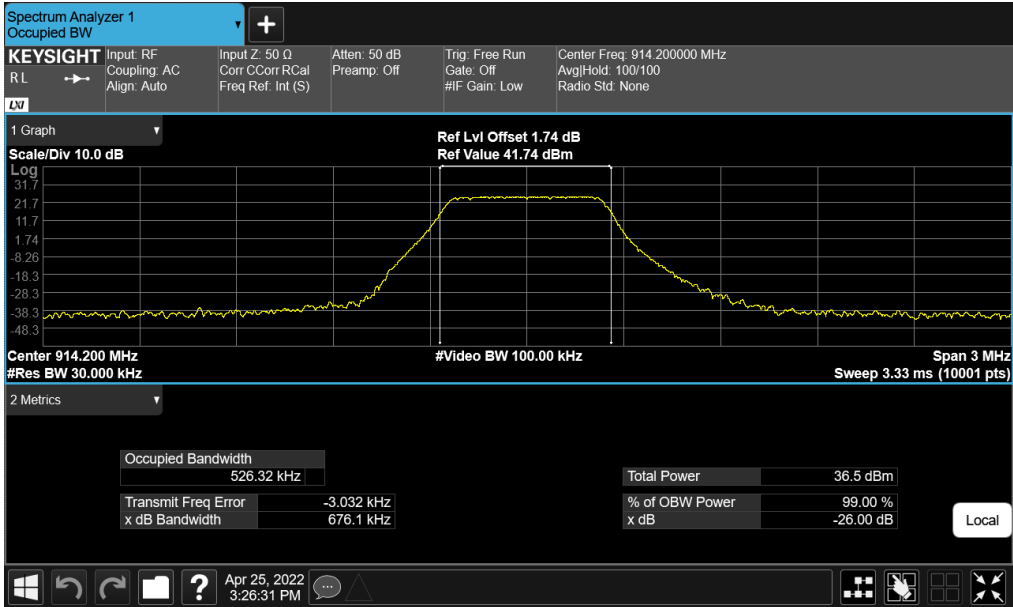 Spectrum Analyzer 1
Occupied BW
+
KEYSIGHT
RL
LXI
Input: RF
Coupling: AC
Align: Auto
Input Z: 50 Ω
Corr CCorr RCal
Freq Ref: Int (S)
Atten: 50 dB
Preamp: Off
Trig: Free Run
Gate: Off
#IF Gain: Low
Center Freq: 914.200000 MHz
Avg|Hold: 100/100
Radio Std: None
1 Graph
Scale/Div 10.0 dB
Ref Lvl Offset 1.74 dB
Ref Value 41.74 dBm
Log
31.7
21.7
11.7
1.74
-8.26
-18.3
-28.3
-38.3
-48.3
Center 914.200 MHz
#Video BW 100.00 kHz
Span 3 MHz
#Res BW 30.000 kHz
Sweep 3.33 ms (10001 pts)
2 Metrics
Occupied Bandwidth
526.32 kHz
Total Power 36.5 dBm
Transmit Freq Error -3.032 kHz
% of OBW Power 99.00 %
x dB Bandwidth 676.1 kHz
x dB -26.00 dB
Local
?
Apr 25, 2022
3:26:31 PM